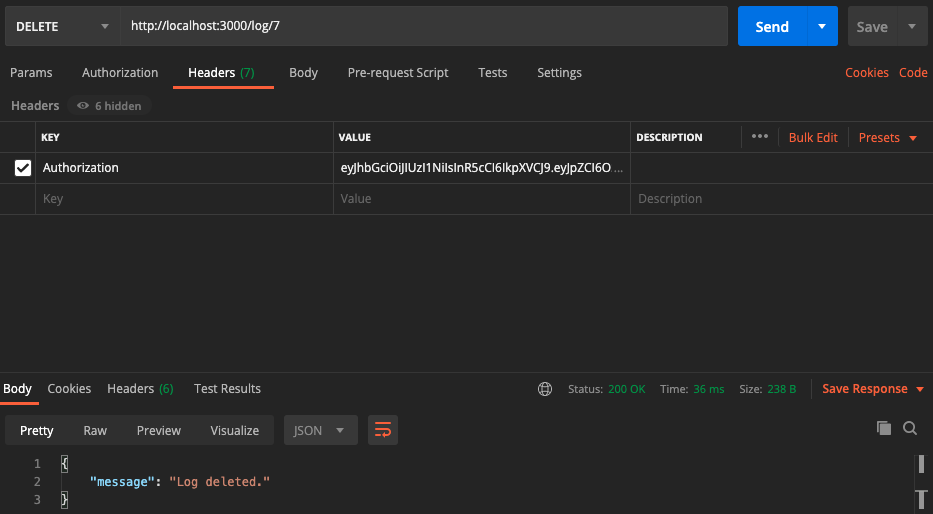 DELETE http://localhost:3000/log/7 Send Save
Params Authorization Headers (7) Body Pre-request Script Tests Settings Cookies Code
Headers 6 hidden
KEY VALUE DESCRIPTION ••• Bulk Edit Presets
Authorization eyJhbGciOiJIUzI1NiIsInR5cCI6IkpXVCJ9.eyJpZCI6O ...
Key Value Description
Body Cookies Headers (6) Test Results Status: 200 OK Time: 36 ms Size: 238 B Save Response
Pretty Raw Preview Visualize JSON
1 {
2 "message": "Log deleted."
3 }